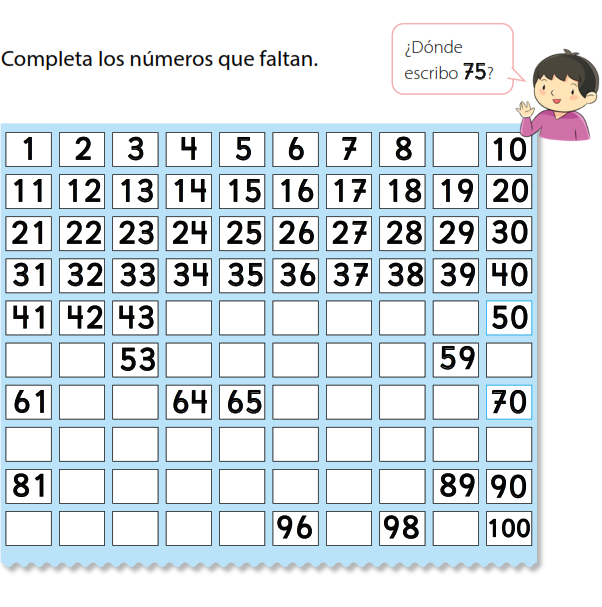 ¿Dónde
escribo 75?
Completa los números que faltan.
1 2 3 4 5 6 7 8 10
11 12 13 14 15 16 17 18 19 20
21 22 23 24 25 26 27 28 29 30
31 32 33 34 35 36 37 38 39 40
41 42 43 50
53 59
61 64 65 70
81 89 90
96 98 100